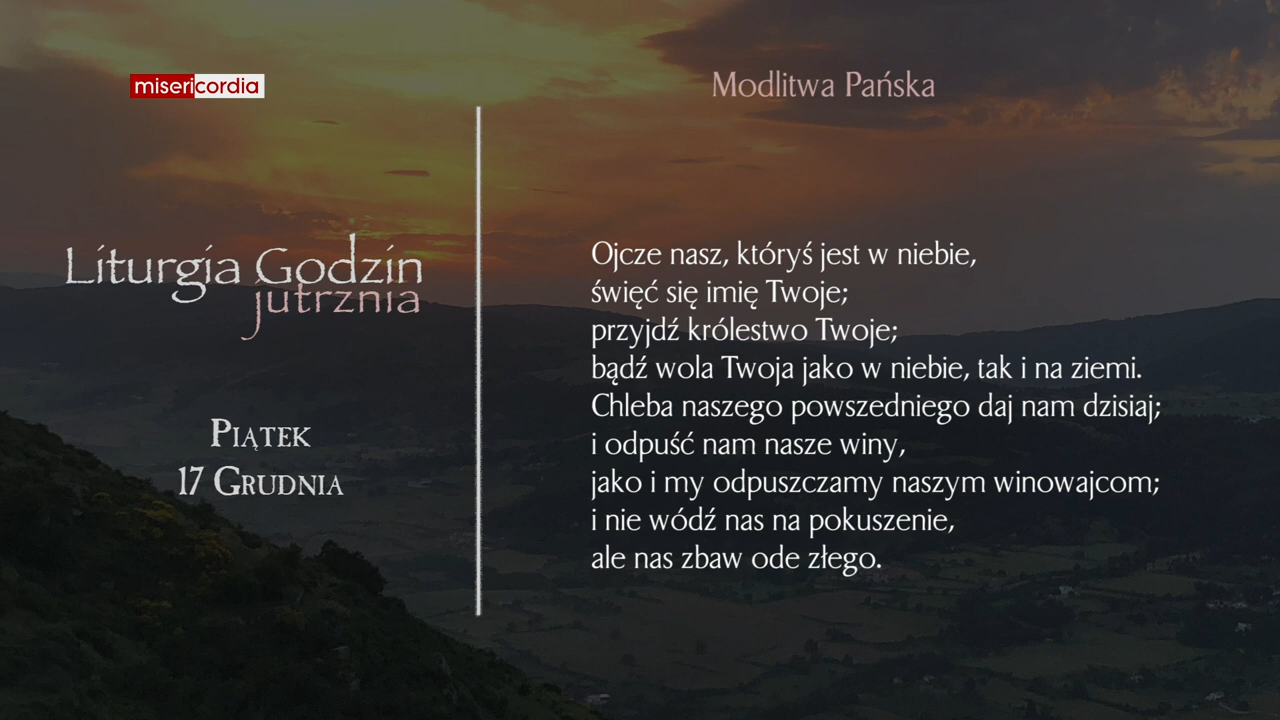 misericordia
Liturgia Godzin
jutrznia
Piątek
17 Grudnia
Modlitwa Pańska
Ojcze nasz, któryś jest w niebie,
święć się imię Twoje;
przyjdź królestwo Twoje;
bądź wola Twoja jako w niebie, tak i na ziemi.
Chleba naszego powszedniego daj nam dzisiaj;
i odpuść nam nasze winy,
jako i my odpuszczamy naszym winowajcom;
i nie wódź nas na pokuszenie,
ale nas zbaw ode złego.